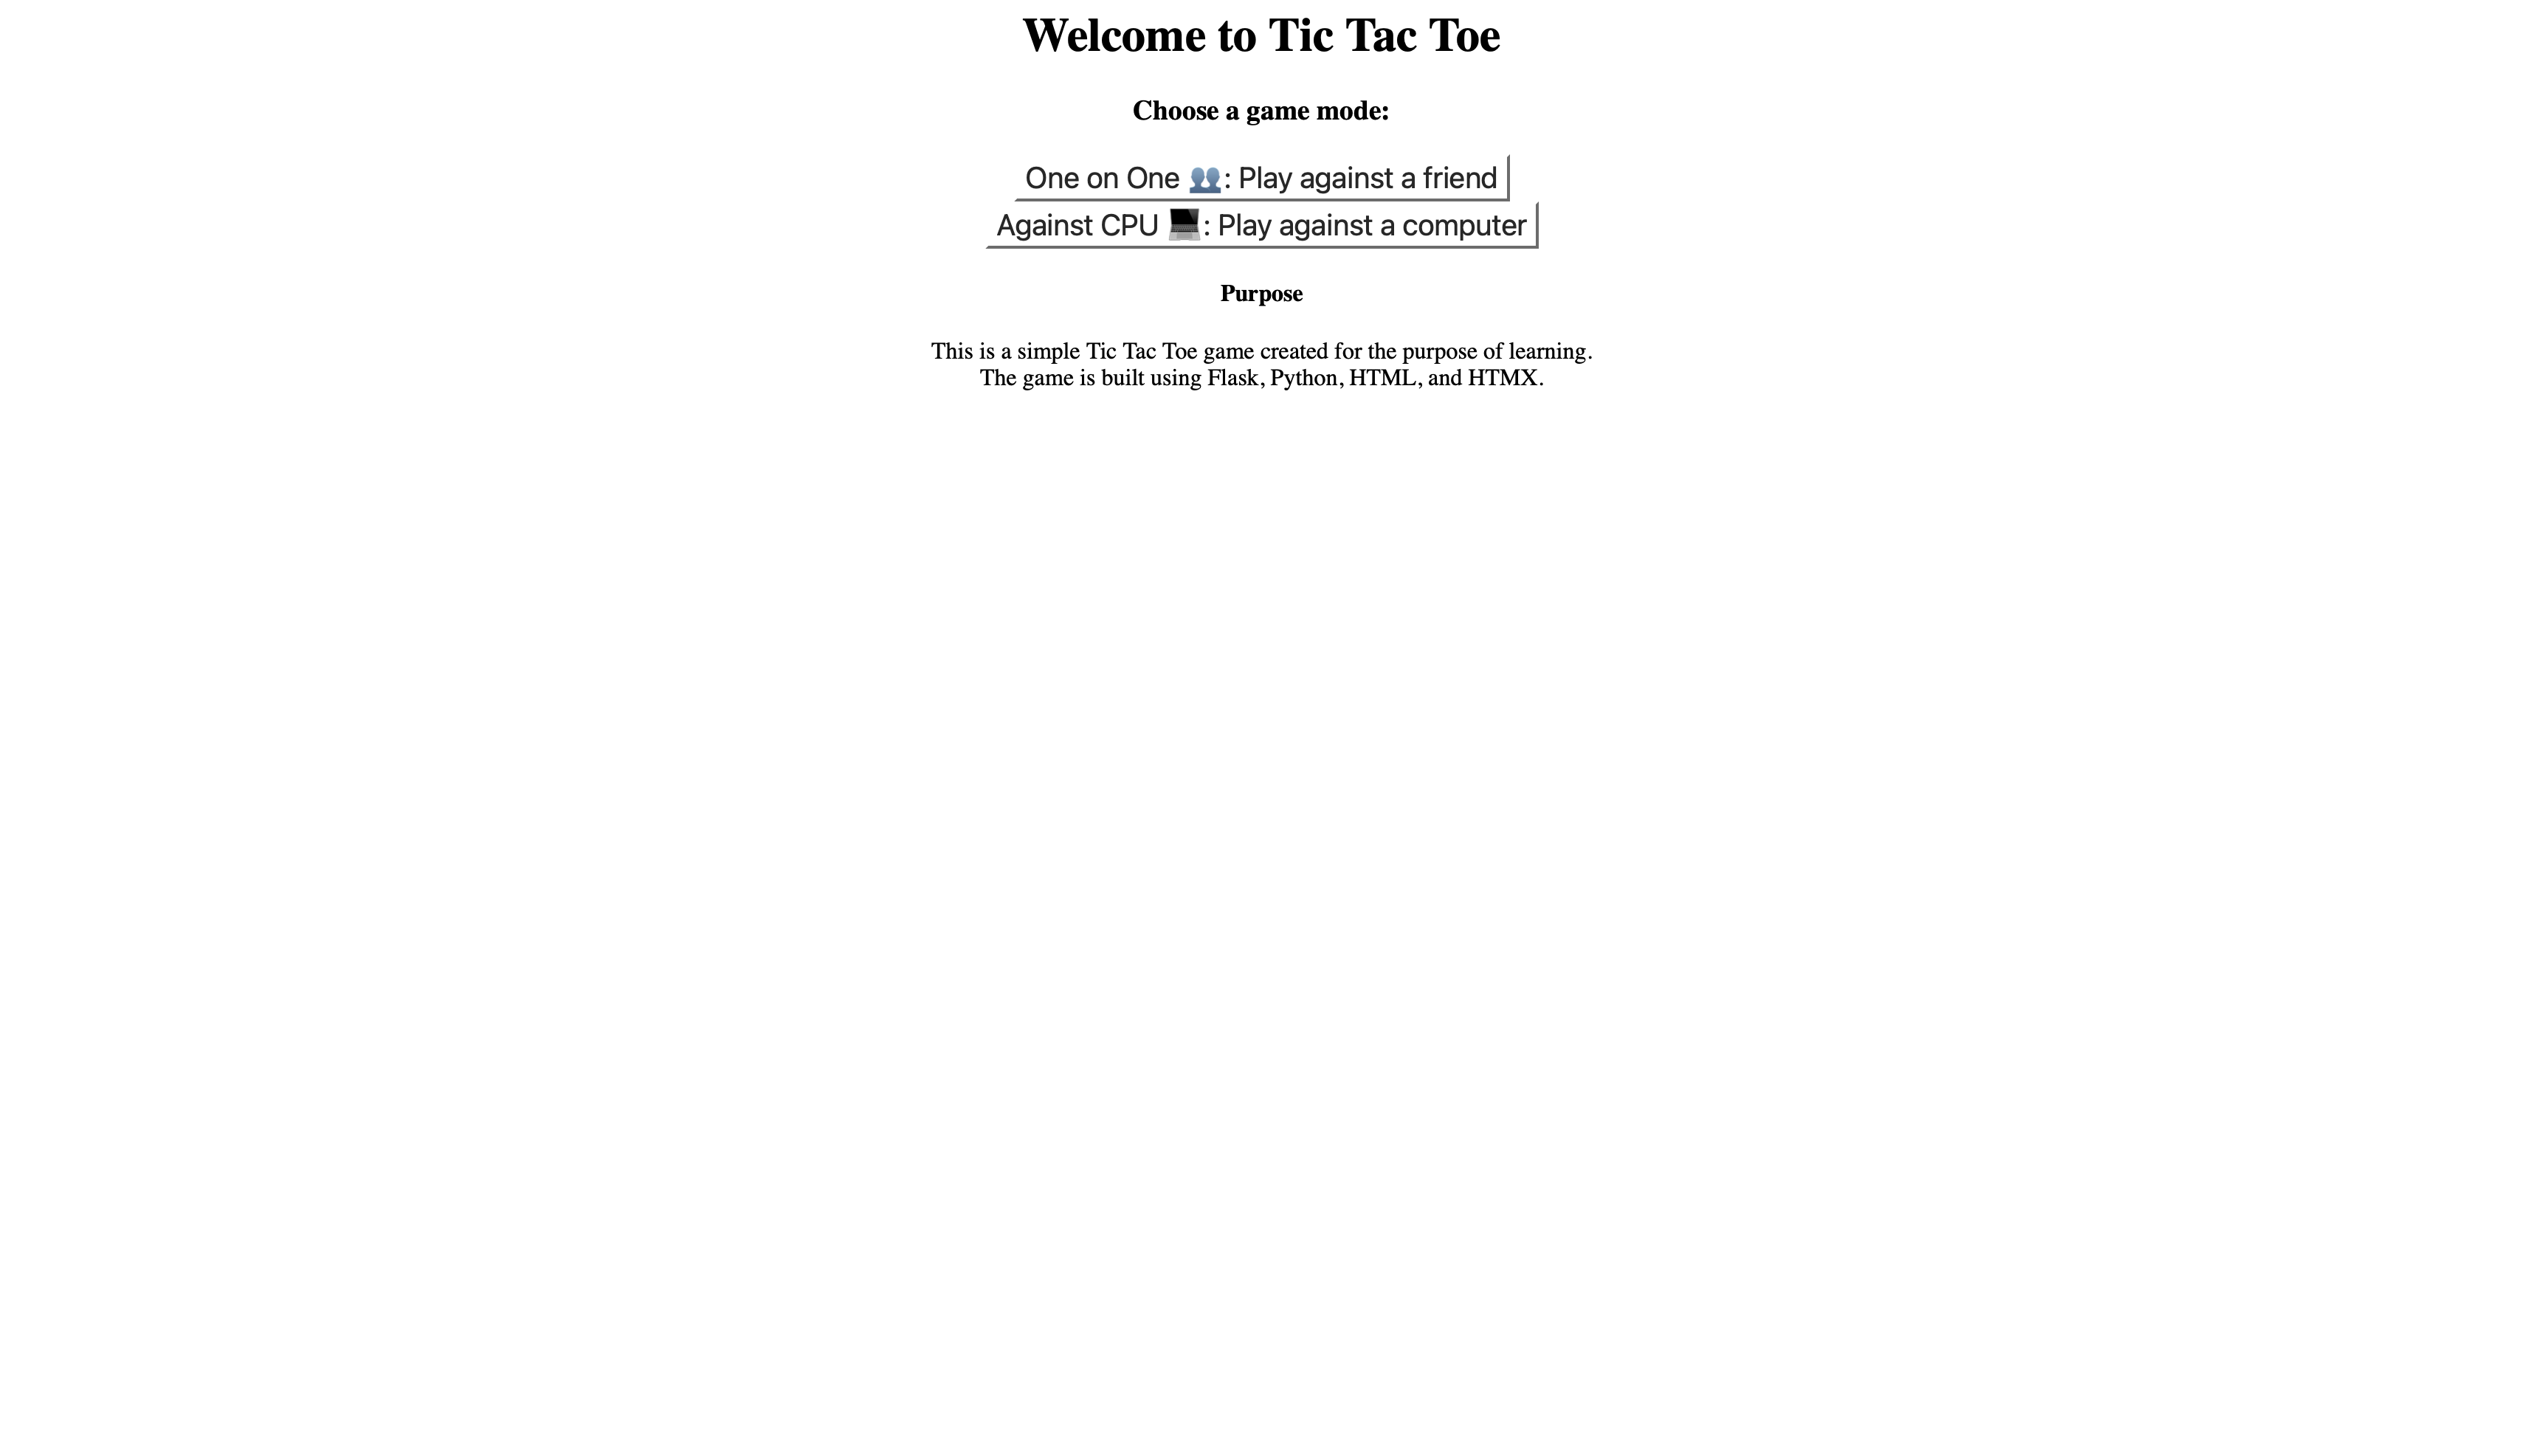 Welcome to Tic Tac Toe
Choose a game mode:
One on One 👥: Play against a friend
Against CPU 💻: Play against a computer
Purpose
This is a simple Tic Tac Toe game created for the purpose of learning.
The game is built using Flask, Python, HTML, and HTMX.